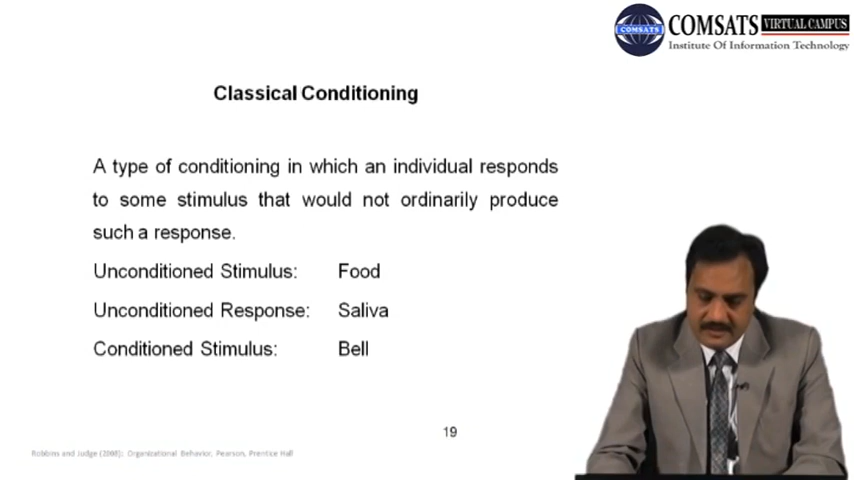 COMSATS VIRTUAL CAMPUS
COMSATS
Institute Of Information Technology
Classical Conditioning
A type of conditioning in which an individual responds
to some stimulus that would not ordinarily produce
such a response.
Unconditioned Stimulus: Food
Unconditioned Response: Saliva
Conditioned Stimulus: Bell
19
Robbins and Judge (2008): Organizational Behavior, Pearson, Prentice Hall